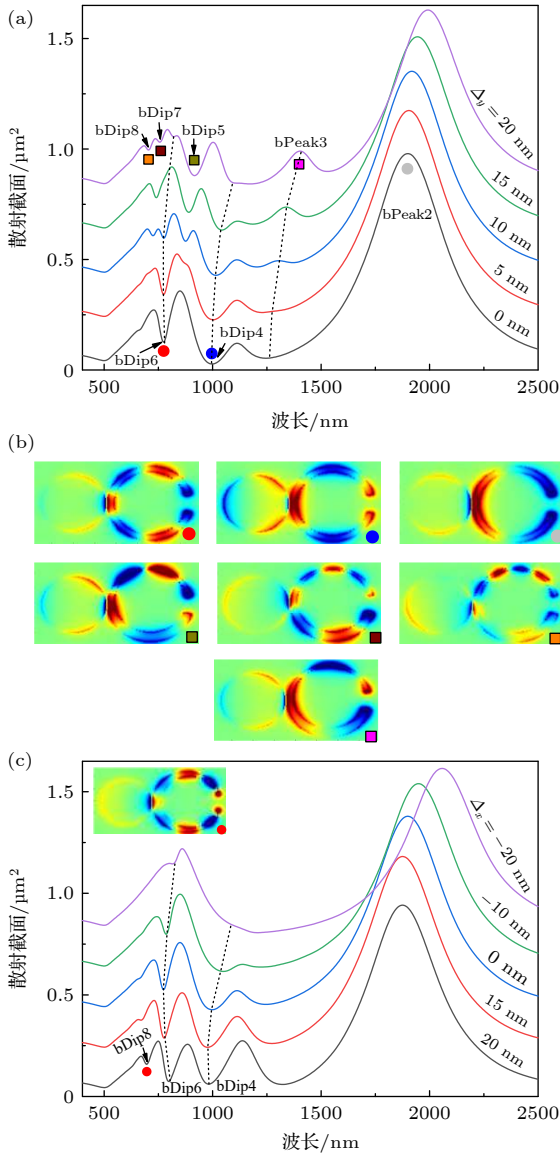 (a)
1.5
1.0
0.5
0
散射截面/μm²
bDip7
bDip8
bDip5
bPeak3
bPeak2
bDip6
bDip4
Δy = 20 nm
15 nm
10 nm
5 nm
0 nm
500
1000
1500
2000
2500
波长/nm
(b)
(c)
1.5
1.0
0.5
0
散射截面/μm²
bDip8
bDip6
bDip4
Δx = −20 nm
−10 nm
0 nm
15 nm
20 nm
500
1000
1500
2000
2500
波长/nm